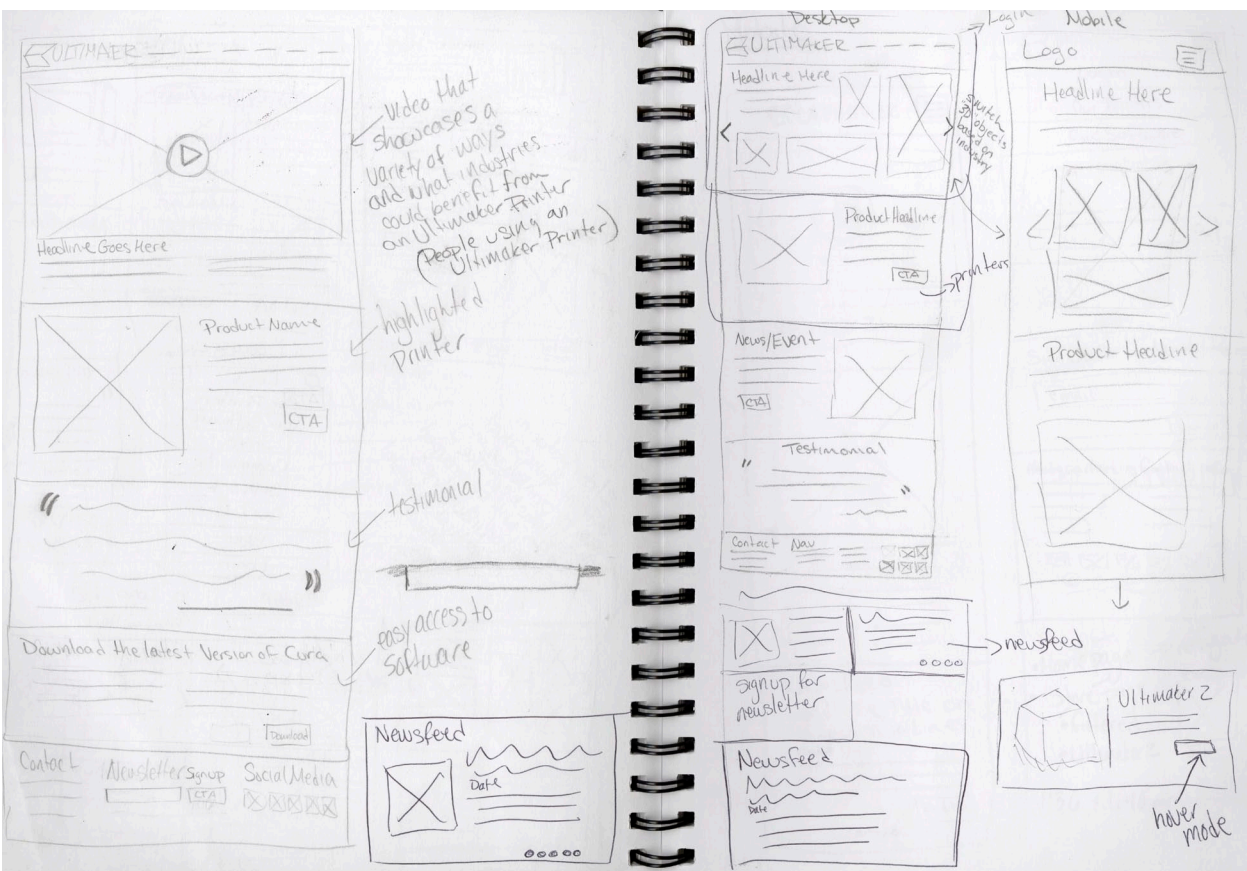 ULTIMAER
video that
showcases a
variety of ways
and what industries...
could benefit from
an Ultimaker Printer
(People using an
Ultimaker Printer)
Headline Goes Here
Product Name
CTA
highlighted
printer
testimonial
Download the latest Version of Cura
Download
easy access to
software
Contact
Newsletter Signup
CTA
Social Media
Newsfeed
Date
Desktop
Login
ULTIMAKER
Headline Here
switch
3D objects
based on
industry
Product Headline
CTA
printers
News/Event
CTA
Testimonial
Contact Nav
newsfeed
signup for
newsletter
Newsfeed
Date
Mobile
Logo
Headline Here
Product Headline
Ultimaker 2
hover
mode